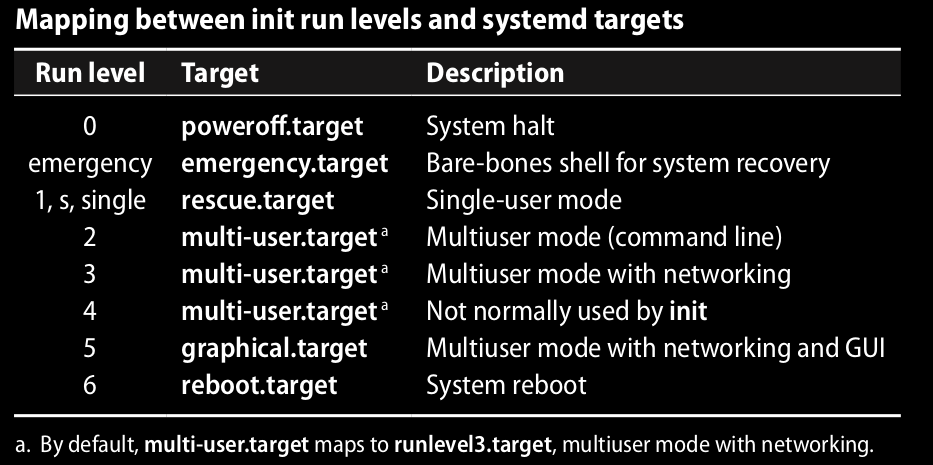 Mapping between init run levels and systemd targets
Run level Target Description
0 poweroff.target System halt
emergency emergency.target Bare-bones shell for system recovery
1, s, single rescue.target Single-user mode
2 multi-user.target a Multiuser mode (command line)
3 multi-user.target a Multiuser mode with networking
4 multi-user.target a Not normally used by init
5 graphical.target Multiuser mode with networking and GUI
6 reboot.target System reboot
a. By default, multi-user.target maps to runlevel3.target, multiuser mode with networking.